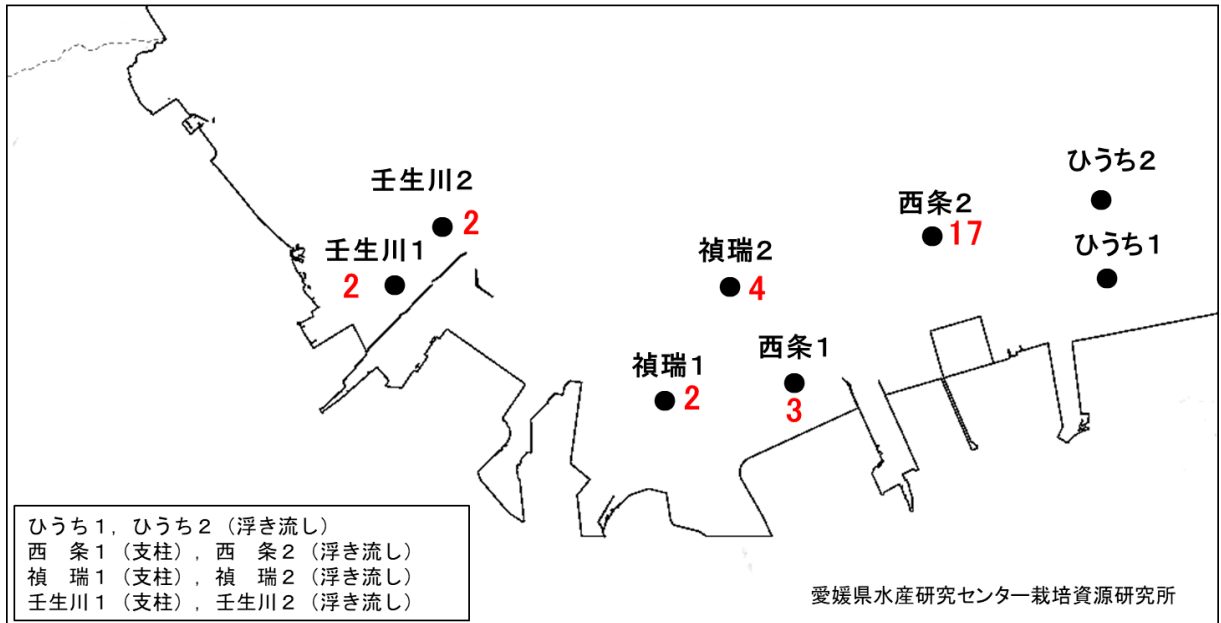 ひうち2
壬生川2
2
西条2
17
壬生川1
2
禎瑞2
4
ひうち1
禎瑞1
2
西条1
3
ひうち1, ひうち2 (浮き流し)
西 条1 (支柱), 西 条2 (浮き流し)
禎 瑞1 (支柱), 禎 瑞2 (浮き流し)
壬生川1 (支柱), 壬生川2 (浮き流し)
愛媛県水産研究センター栽培資源研究所